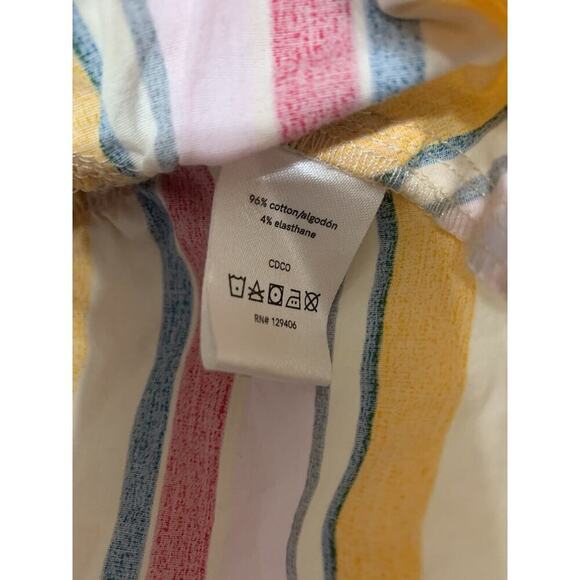 96% cotton/algodón
4% elasthane
CDCO
RN# 129406